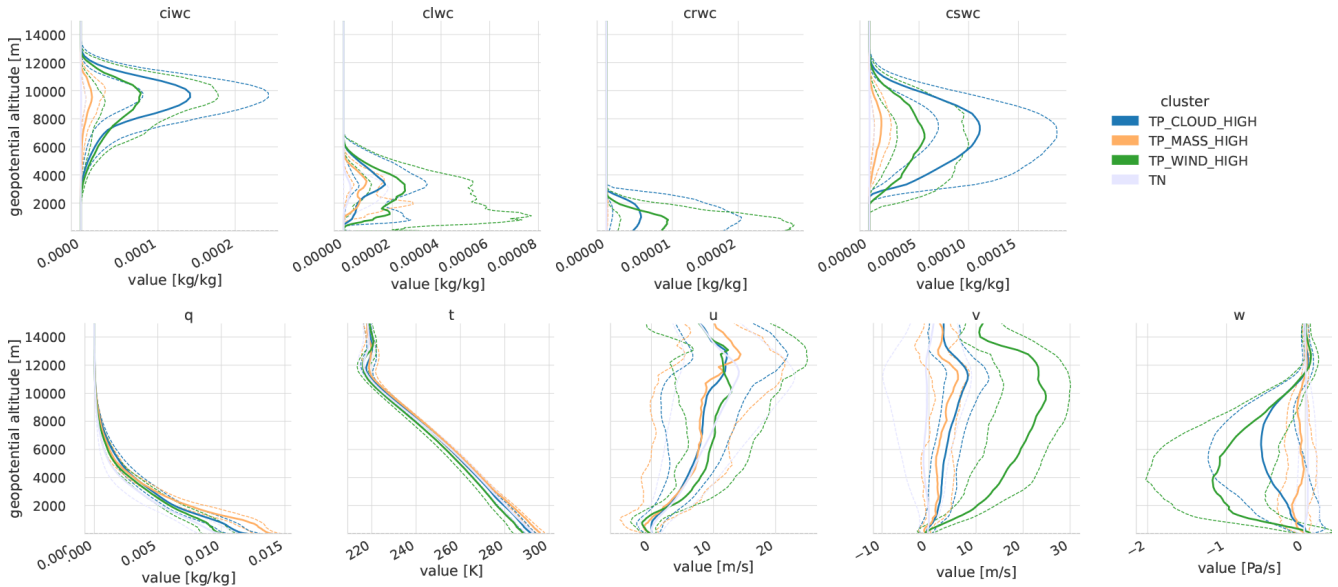 ciwc
clwc
crwc
cswc
geopotential altitude [m]
14000
12000
10000
8000
6000
4000
2000
0.0000
0.0001
0.0002
value [kg/kg]
0.00000
0.00002
0.00004
0.00006
0.00008
value [kg/kg]
0.00000
0.00001
0.00002
value [kg/kg]
0.00000
0.00005
0.00010
0.00015
value [kg/kg]
cluster
TP_CLOUD_HIGH
TP_MASS_HIGH
TP_WIND_HIGH
TN
q
t
u
v
w
geopotential altitude [m]
14000
12000
10000
8000
6000
4000
2000
0.005
0.010
0.015
value [kg/kg]
220
240
260
280
300
value [K]
0
10
20
value [m/s]
−10
0
10
20
30
value [m/s]
−2
−1
0
value [Pa/s]